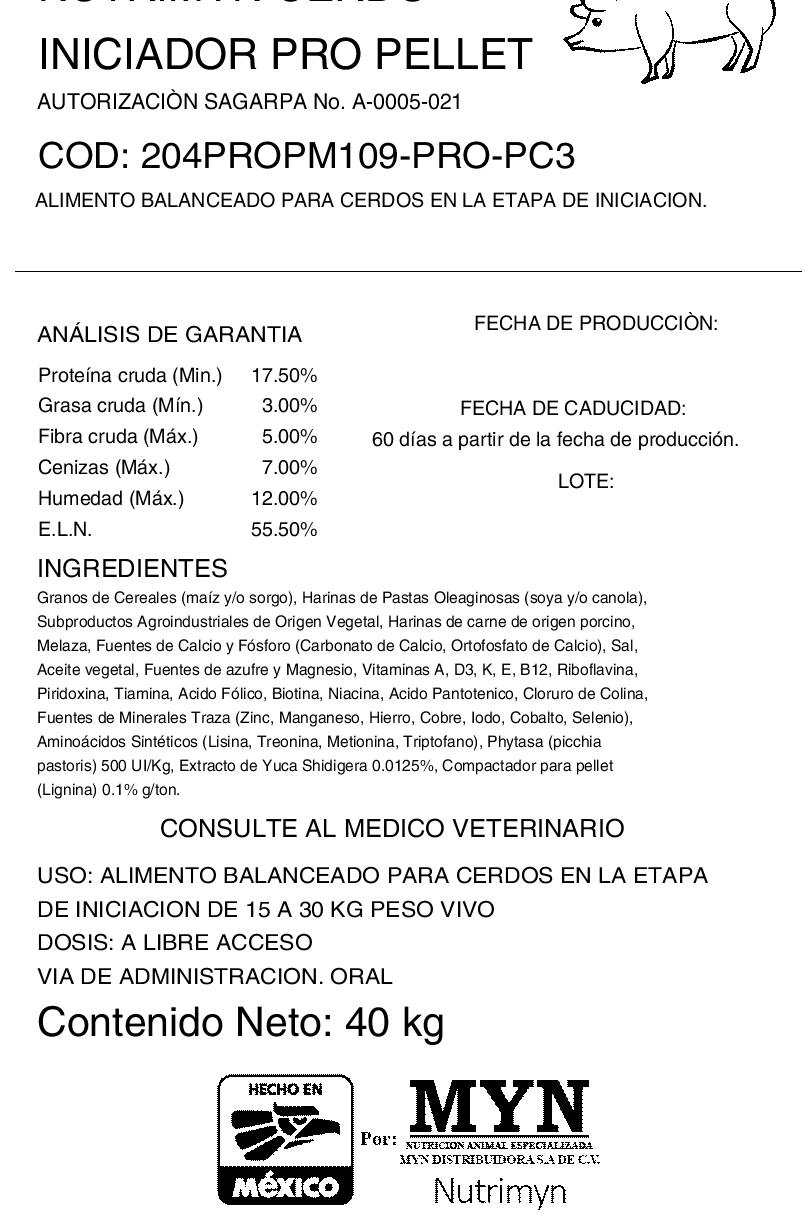 INICIADOR PRO PELLET
AUTORIZACIÒN SAGARPA No. A-0005-021
COD: 204PROPM109-PRO-PC3
ALIMENTO BALANCEADO PARA CERDOS EN LA ETAPA DE INICIACION.
ANÁLISIS DE GARANTIA
Proteína cruda (Min.) 17.50%
Grasa cruda (Mín.) 3.00%
Fibra cruda (Máx.) 5.00%
Cenizas (Máx.) 7.00%
Humedad (Máx.) 12.00%
E.L.N. 55.50%
FECHA DE PRODUCCIÒN:
FECHA DE CADUCIDAD:
60 días a partir de la fecha de producción.
LOTE:
INGREDIENTES
Granos de Cereales (maíz y/o sorgo), Harinas de Pastas Oleaginosas (soya y/o canola),
Subproductos Agroindustriales de Origen Vegetal, Harinas de carne de origen porcino,
Melaza, Fuentes de Calcio y Fósforo (Carbonato de Calcio, Ortofosfato de Calcio), Sal,
Aceite vegetal, Fuentes de azufre y Magnesio, Vitaminas A, D3, K, E, B12, Riboflavina,
Piridoxina, Tiamina, Acido Fólico, Biotina, Niacina, Acido Pantotenico, Cloruro de Colina,
Fuentes de Minerales Traza (Zinc, Manganeso, Hierro, Cobre, Iodo, Cobalto, Selenio),
Aminoácidos Sintéticos (Lisina, Treonina, Metionina, Triptofano), Phytasa (picchia
pastoris) 500 UI/Kg, Extracto de Yuca Shidigera 0.0125%, Compactador para pellet
(Lignina) 0.1% g/ton.
CONSULTE AL MEDICO VETERINARIO
USO: ALIMENTO BALANCEADO PARA CERDOS EN LA ETAPA
DE INICIACION DE 15 A 30 KG PESO VIVO
DOSIS: A LIBRE ACCESO
VIA DE ADMINISTRACION. ORAL
Contenido Neto: 40 kg
HECHO EN
MéXICO
Por:
MYN
NUTRICION ANIMAL ESPECIALIZADA
MYN DISTRIBUIDORA S.A DE C.V.
Nutrimyn